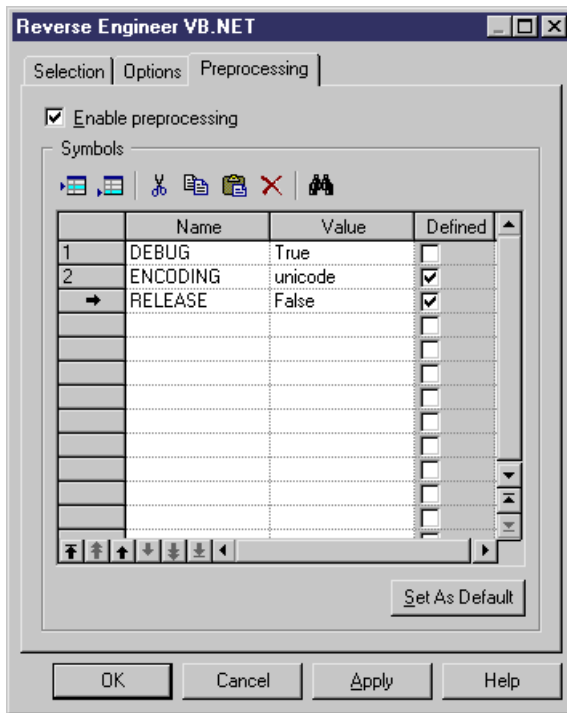 Reverse Engineer VB.NET
Selection Options Preprocessing
Enable preprocessing
Symbols
Name Value Defined
1 DEBUG True
2 ENCODING unicode
RELEASE False
Set As Default
OK Cancel Apply Help